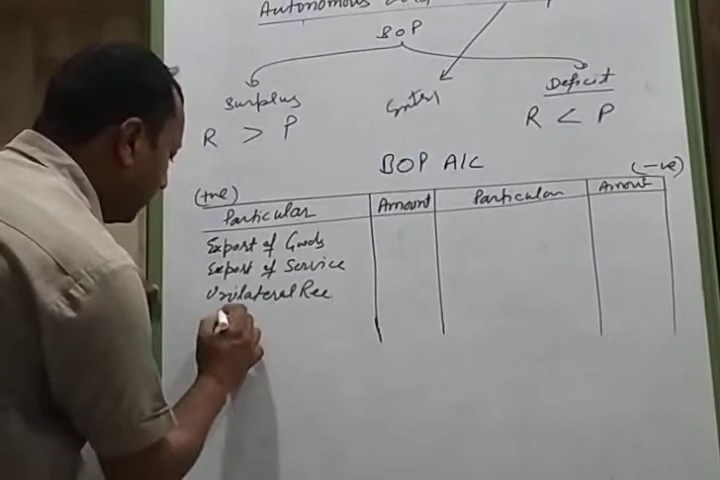 Autonomous
BOP
Surplus Entry Deficit
R > P R < P
BOP A/C
(+ve) (-ve)
Particular Amount Particular Amount
Export of Goods
Export of Service
Unilateral Rec